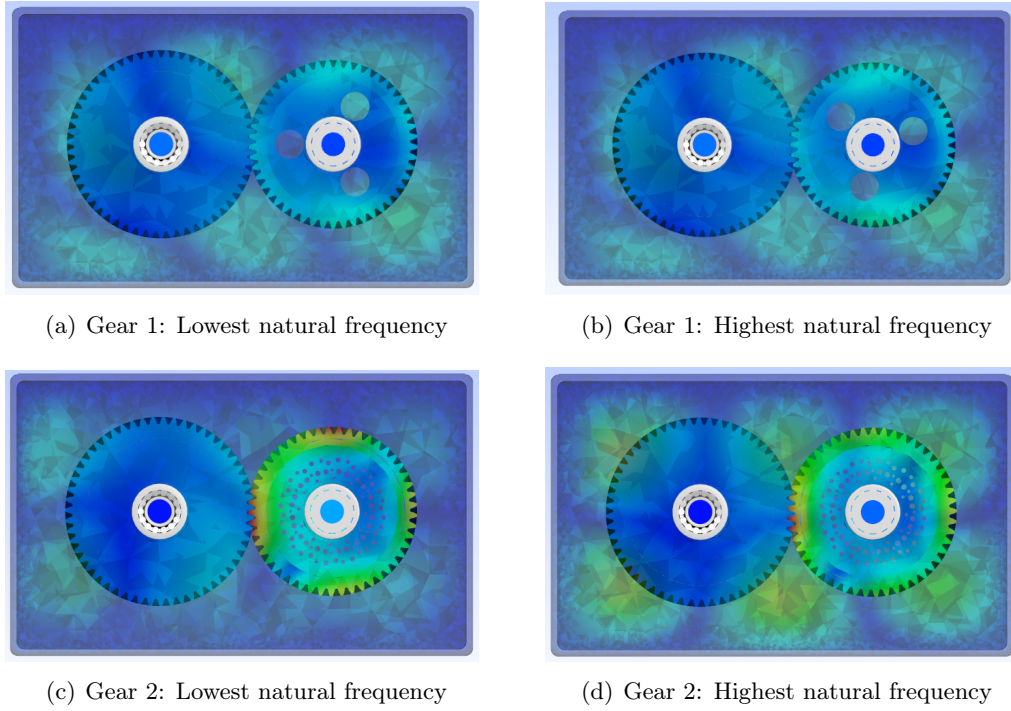 (a) Gear 1: Lowest natural frequency
(b) Gear 1: Highest natural frequency
(c) Gear 2: Lowest natural frequency
(d) Gear 2: Highest natural frequency